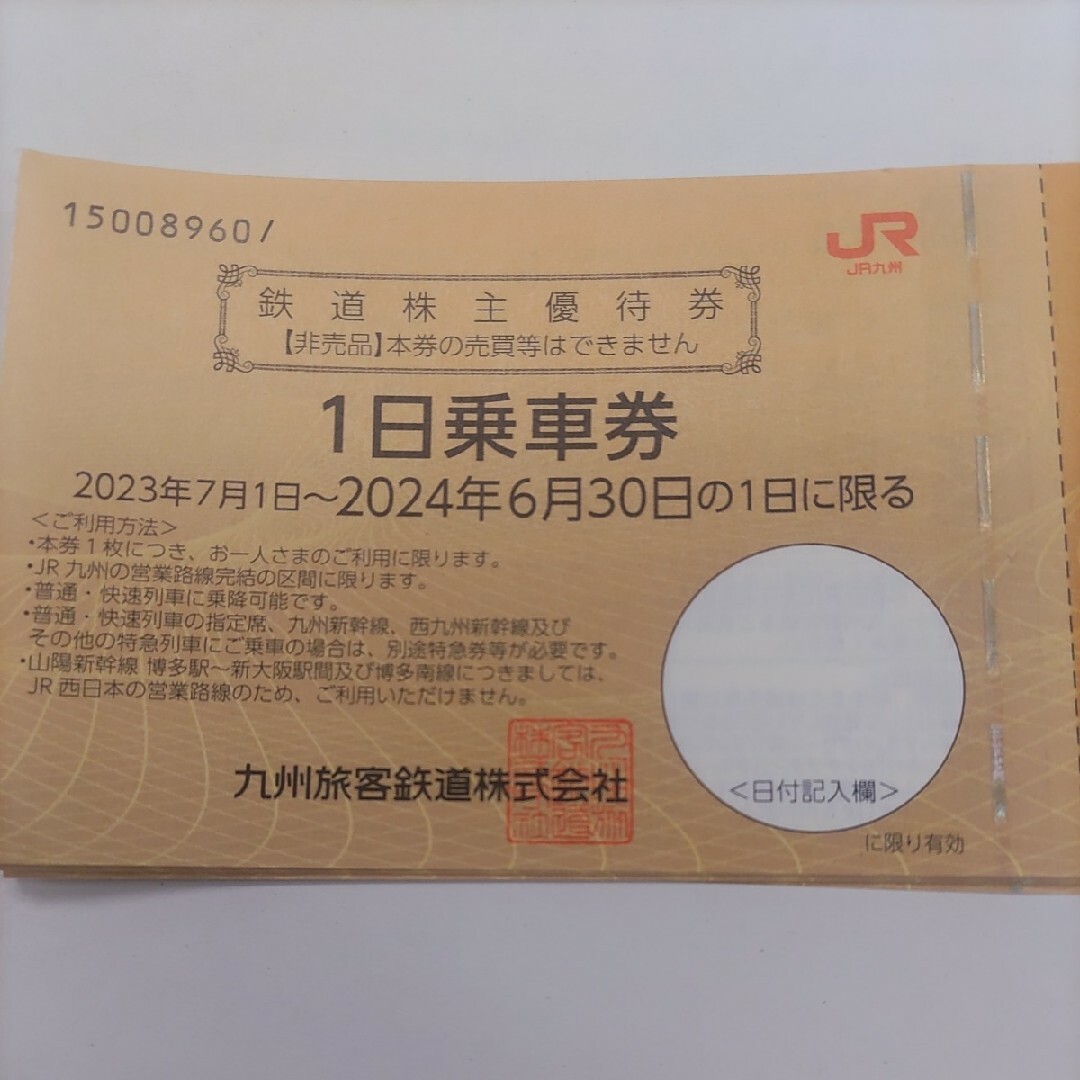 15008960/
JR
JR九州
鉄道株主優待券
【非売品】本券の売買等はできません
1日乗車券
2023年7月1日～2024年6月30日の1日に限る
＜ご利用方法＞
・本券1枚につき、お一人さまのご利用に限ります。
・JR九州の営業路線完結の区間に限ります。
・普通・快速列車に乗降可能です。
・普通・快速列車の指定席、九州新幹線、西九州新幹線及び
その他の特急列車にご乗車の場合は、別途特急券等が必要です。
・山陽新幹線 博多駅～新大阪駅間及び博多南線につきましては、
JR西日本の営業路線のため、ご利用いただけません。
九州旅客鉄道株式会社
＜日付記入欄＞
に限り有効